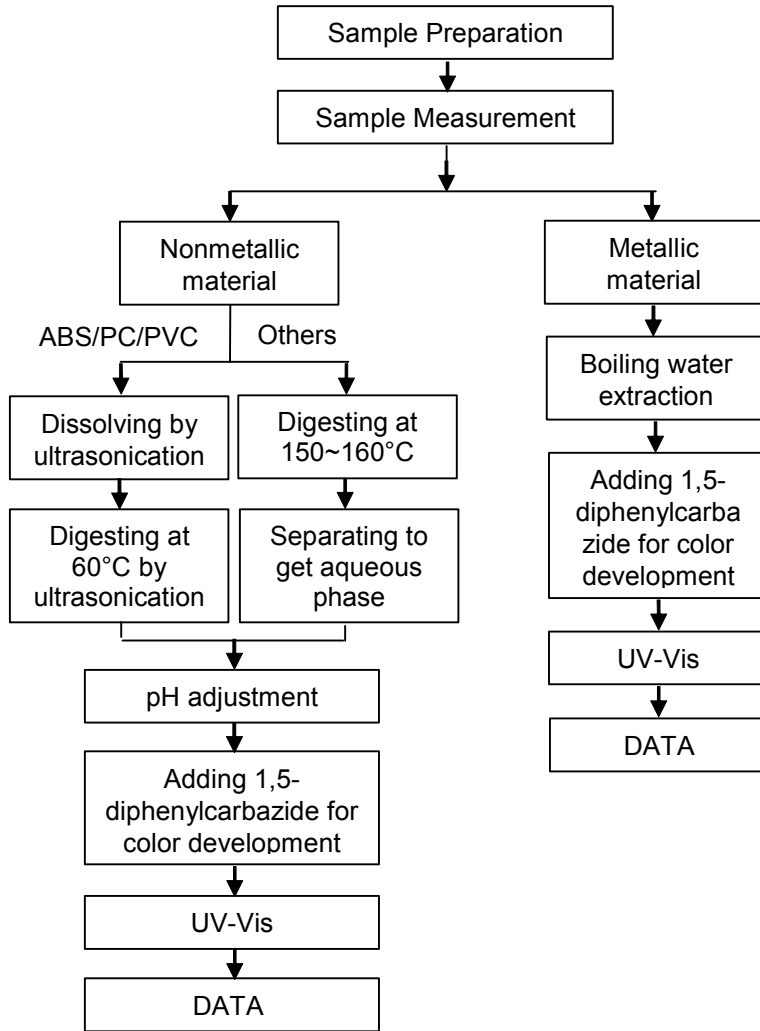 Sample Preparation
Sample Measurement
Nonmetallic
material
ABS/PC/PVC
Others
Dissolving by
ultrasonication
Digesting at
150~160°C
Digesting at
60°C by
ultrasonication
Separating to
get aqueous
phase
pH adjustment
Adding 1,5-
diphenylcarbazide for
color development
UV-Vis
DATA
Metallic
material
Boiling water
extraction
Adding 1,5-
diphenylcarba
zide for color
development
UV-Vis
DATA